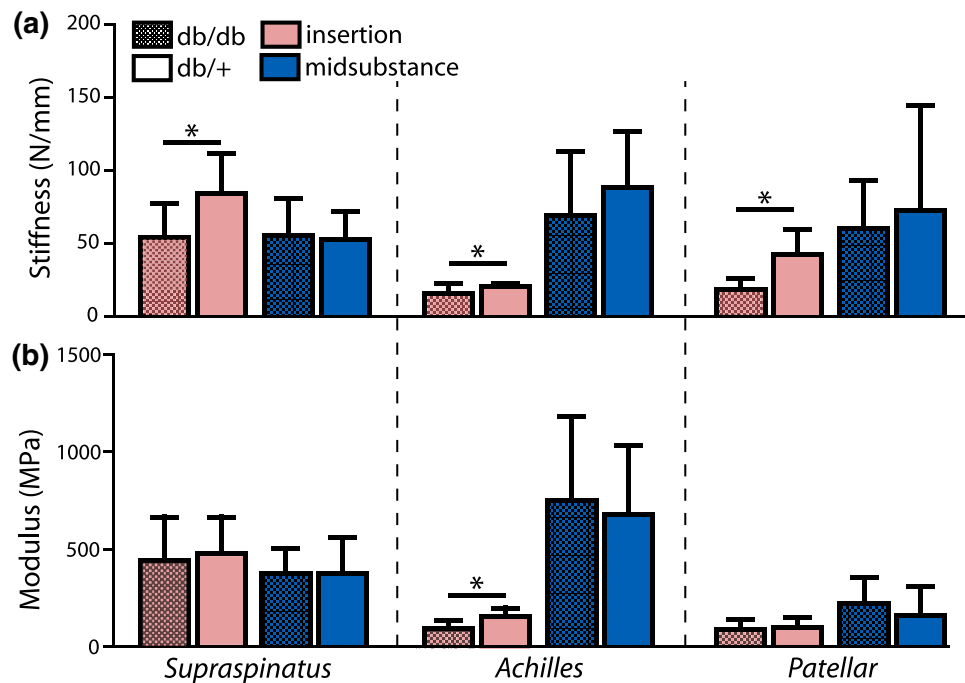 (a)
200
150
100
50
0
Stiffness (N/mm)
db/db insertion
db/+ midsubstance
*
*
*
(b)
1500
1000
500
0
Modulus (MPa)
*
Supraspinatus Achilles Patellar